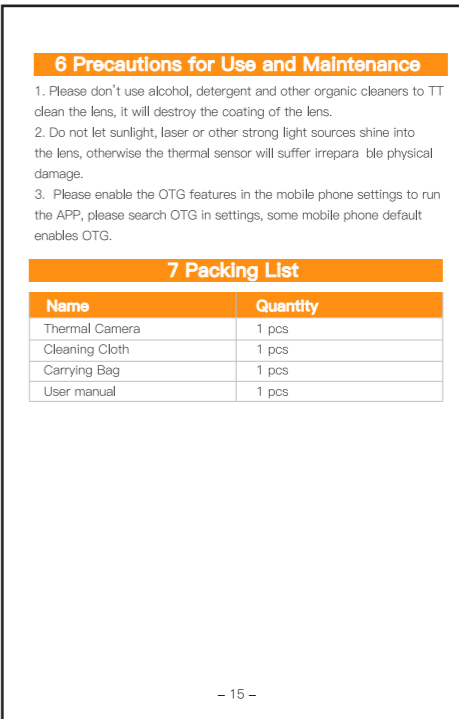 6 Precautions for Use and Maintenance
1. Please don't use alcohol, detergent and other organic cleaners to TT
clean the lens, it will destroy the coating of the lens.
2. Do not let sunlight, laser or other strong light sources shine into
the lens, otherwise the thermal sensor will suffer irrepara ble physical
damage.
3. Please enable the OTG features in the mobile phone settings to run
the APP, please search OTG in settings, some mobile phone default
enables OTG.
7 Packing List
Name Quantity
Thermal Camera 1 pcs
Cleaning Cloth 1 pcs
Carrying Bag 1 pcs
User manual 1 pcs
– 15 –